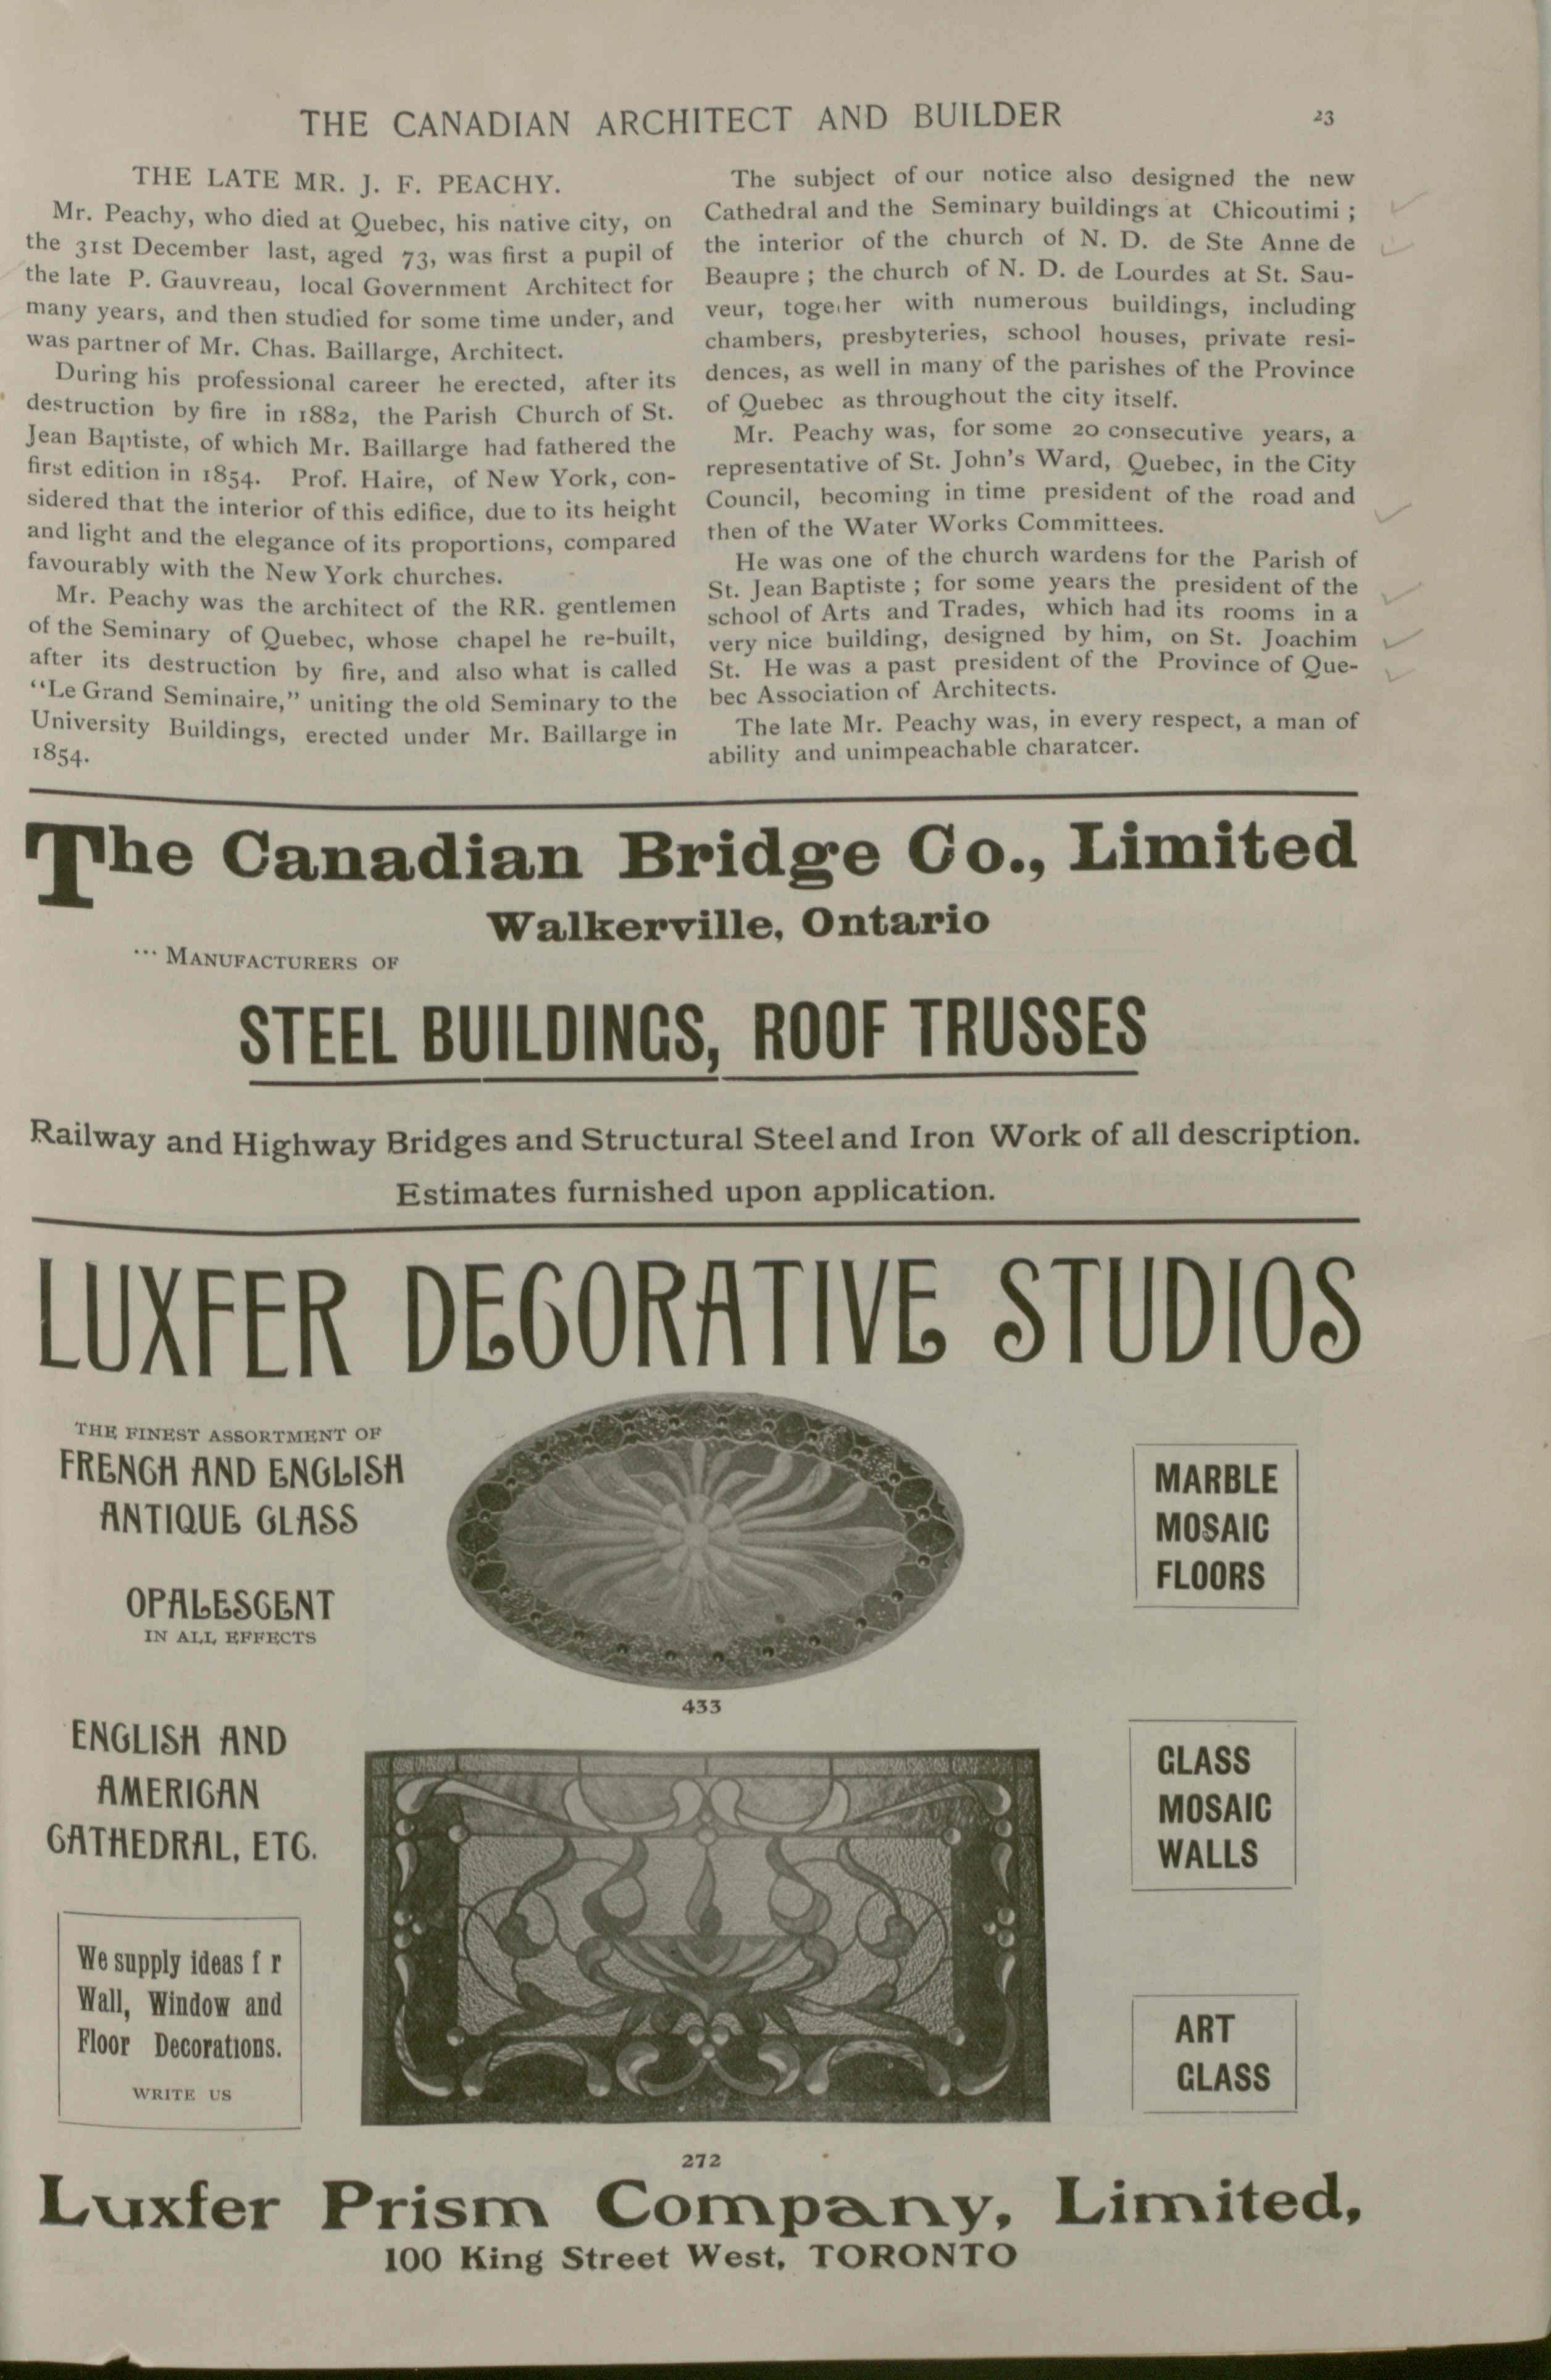 THE CANADIAN ARCHITECT AND BUILDER
23
THE LATE MR. J. F. PEACHY.
Mr. Peachy, who died at Quebec, his native city, on
the 31st December last, aged 73, was first a pupil of
the late P. Gauvreau, local Government Architect for
many years, and then studied for some time under, and
was partner of Mr. Chas. Baillarge, Architect.
During his professional career he erected, after its
destruction by fire in 1882, the Parish Church of St.
Jean Baptiste, of which Mr. Baillarge had fathered the
first edition in 1854. Prof. Haire, of New York, con-
sidered that the interior of this edifice, due to its height
and light and the elegance of its proportions, compared
favourably with the New York churches.
Mr. Peachy was the architect of the RR. gentlemen
of the Seminary of Quebec, whose chapel he re-built,
after its destruction by fire, and also what is called
"Le Grand Seminaire," uniting the old Seminary to the
University Buildings, erected under Mr. Baillarge in
1854.
The subject of our notice also designed the new
Cathedral and the Seminary buildings at Chicoutimi ;
the interior of the church of N. D. de Ste Anne de
Beaupre ; the church of N. D. de Lourdes at St. Sau-
veur, together with numerous buildings, including
chambers, presbyteries, school houses, private resi-
dences, as well in many of the parishes of the Province
of Quebec as throughout the city itself.
Mr. Peachy was, for some 20 consecutive years, a
representative of St. John's Ward, Quebec, in the City
Council, becoming in time president of the road and
then of the Water Works Committees.
He was one of the church wardens for the Parish of
St. Jean Baptiste ; for some years the president of the
school of Arts and Trades, which had its rooms in a
very nice building, designed by him, on St. Joachim
St. He was a past president of the Province of Que-
bec Association of Architects.
The late Mr. Peachy was, in every respect, a man of
ability and unimpeachable charatcer.
The Canadian Bridge Co., Limited
Walkerville, Ontario
... MANUFACTURERS OF
STEEL BUILDINGS, ROOF TRUSSES
Railway and Highway Bridges and Structural Steel and Iron Work of all description.
Estimates furnished upon application.
LUXFER DECORATIVE STUDIOS
THE FINEST ASSORTMENT OF
FRENCH AND ENGLISH
ANTIQUE GLASS
OPALESCENT
IN ALL EFFECTS
ENGLISH AND
AMERICAN
CATHEDRAL, ETC.
We supply ideas f r
Wall, Window and
Floor Decorations.
WRITE US
433
272
MARBLE
MOSAIC
FLOORS
GLASS
MOSAIC
WALLS
ART
GLASS
Luxfer Prism Company, Limited,
100 King Street West, TORONTO